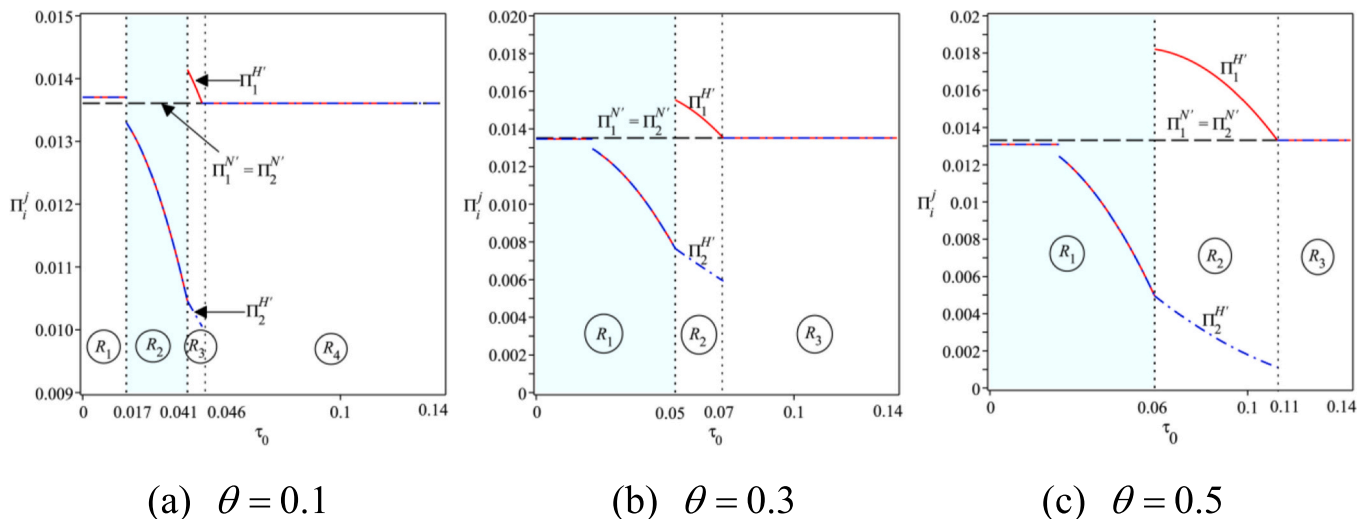 0.015
0.014
0.013
0.012
0.011
0.010
0.009
Π_i^j
Π_1^{H'}
Π_1^{N'} = Π_2^{N'}
Π_2^{H'}
R_1
R_2
R_3
R_4
0 0.017 0.041 0.046 0.1 0.14
τ_0
(a) θ = 0.1
0.020
0.018
0.016
0.014
0.012
0.010
0.008
0.006
0.004
0.002
0
Π_i^j
Π_1^{H'}
Π_1^{N'} = Π_2^{N'}
Π_2^{H'}
R_1
R_2
R_3
0 0.05 0.07 0.1 0.14
τ_0
(b) θ = 0.3
0.02
0.018
0.016
0.014
0.012
0.010
0.008
0.006
0.004
0.002
0
Π_i^j
Π_1^{H'}
Π_1^{N'} = Π_2^{N'}
R_1
R_2
R_3
Π_2^{H'}
0 0.06 0.1 0.11 0.14
τ_0
(c) θ = 0.5